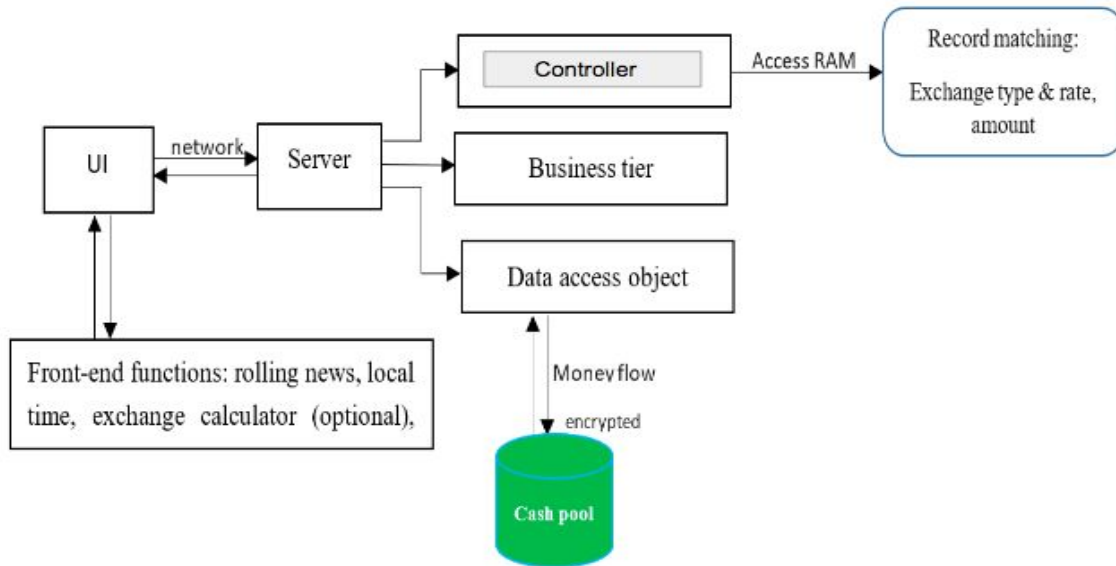 Controller
Access RAM
Record matching:
Exchange type & rate,
amount
UI
network
Server
Business tier
Data access object
Front-end functions: rolling news, local
time, exchange calculator (optional),
Money flow
encrypted
Cash pool